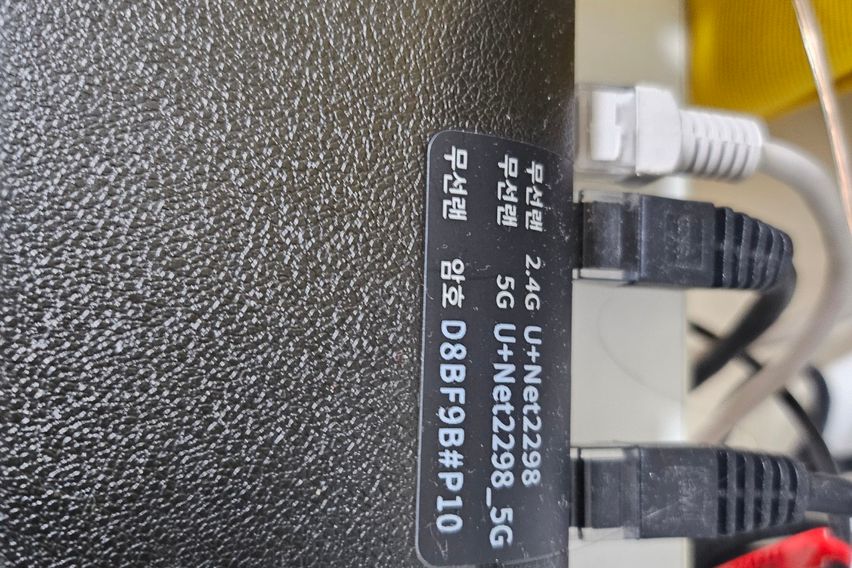 무선랜 2.4G U+Net2298
무선랜 5G U+Net2298_5G
무선랜 암호 D8BF9B#P10